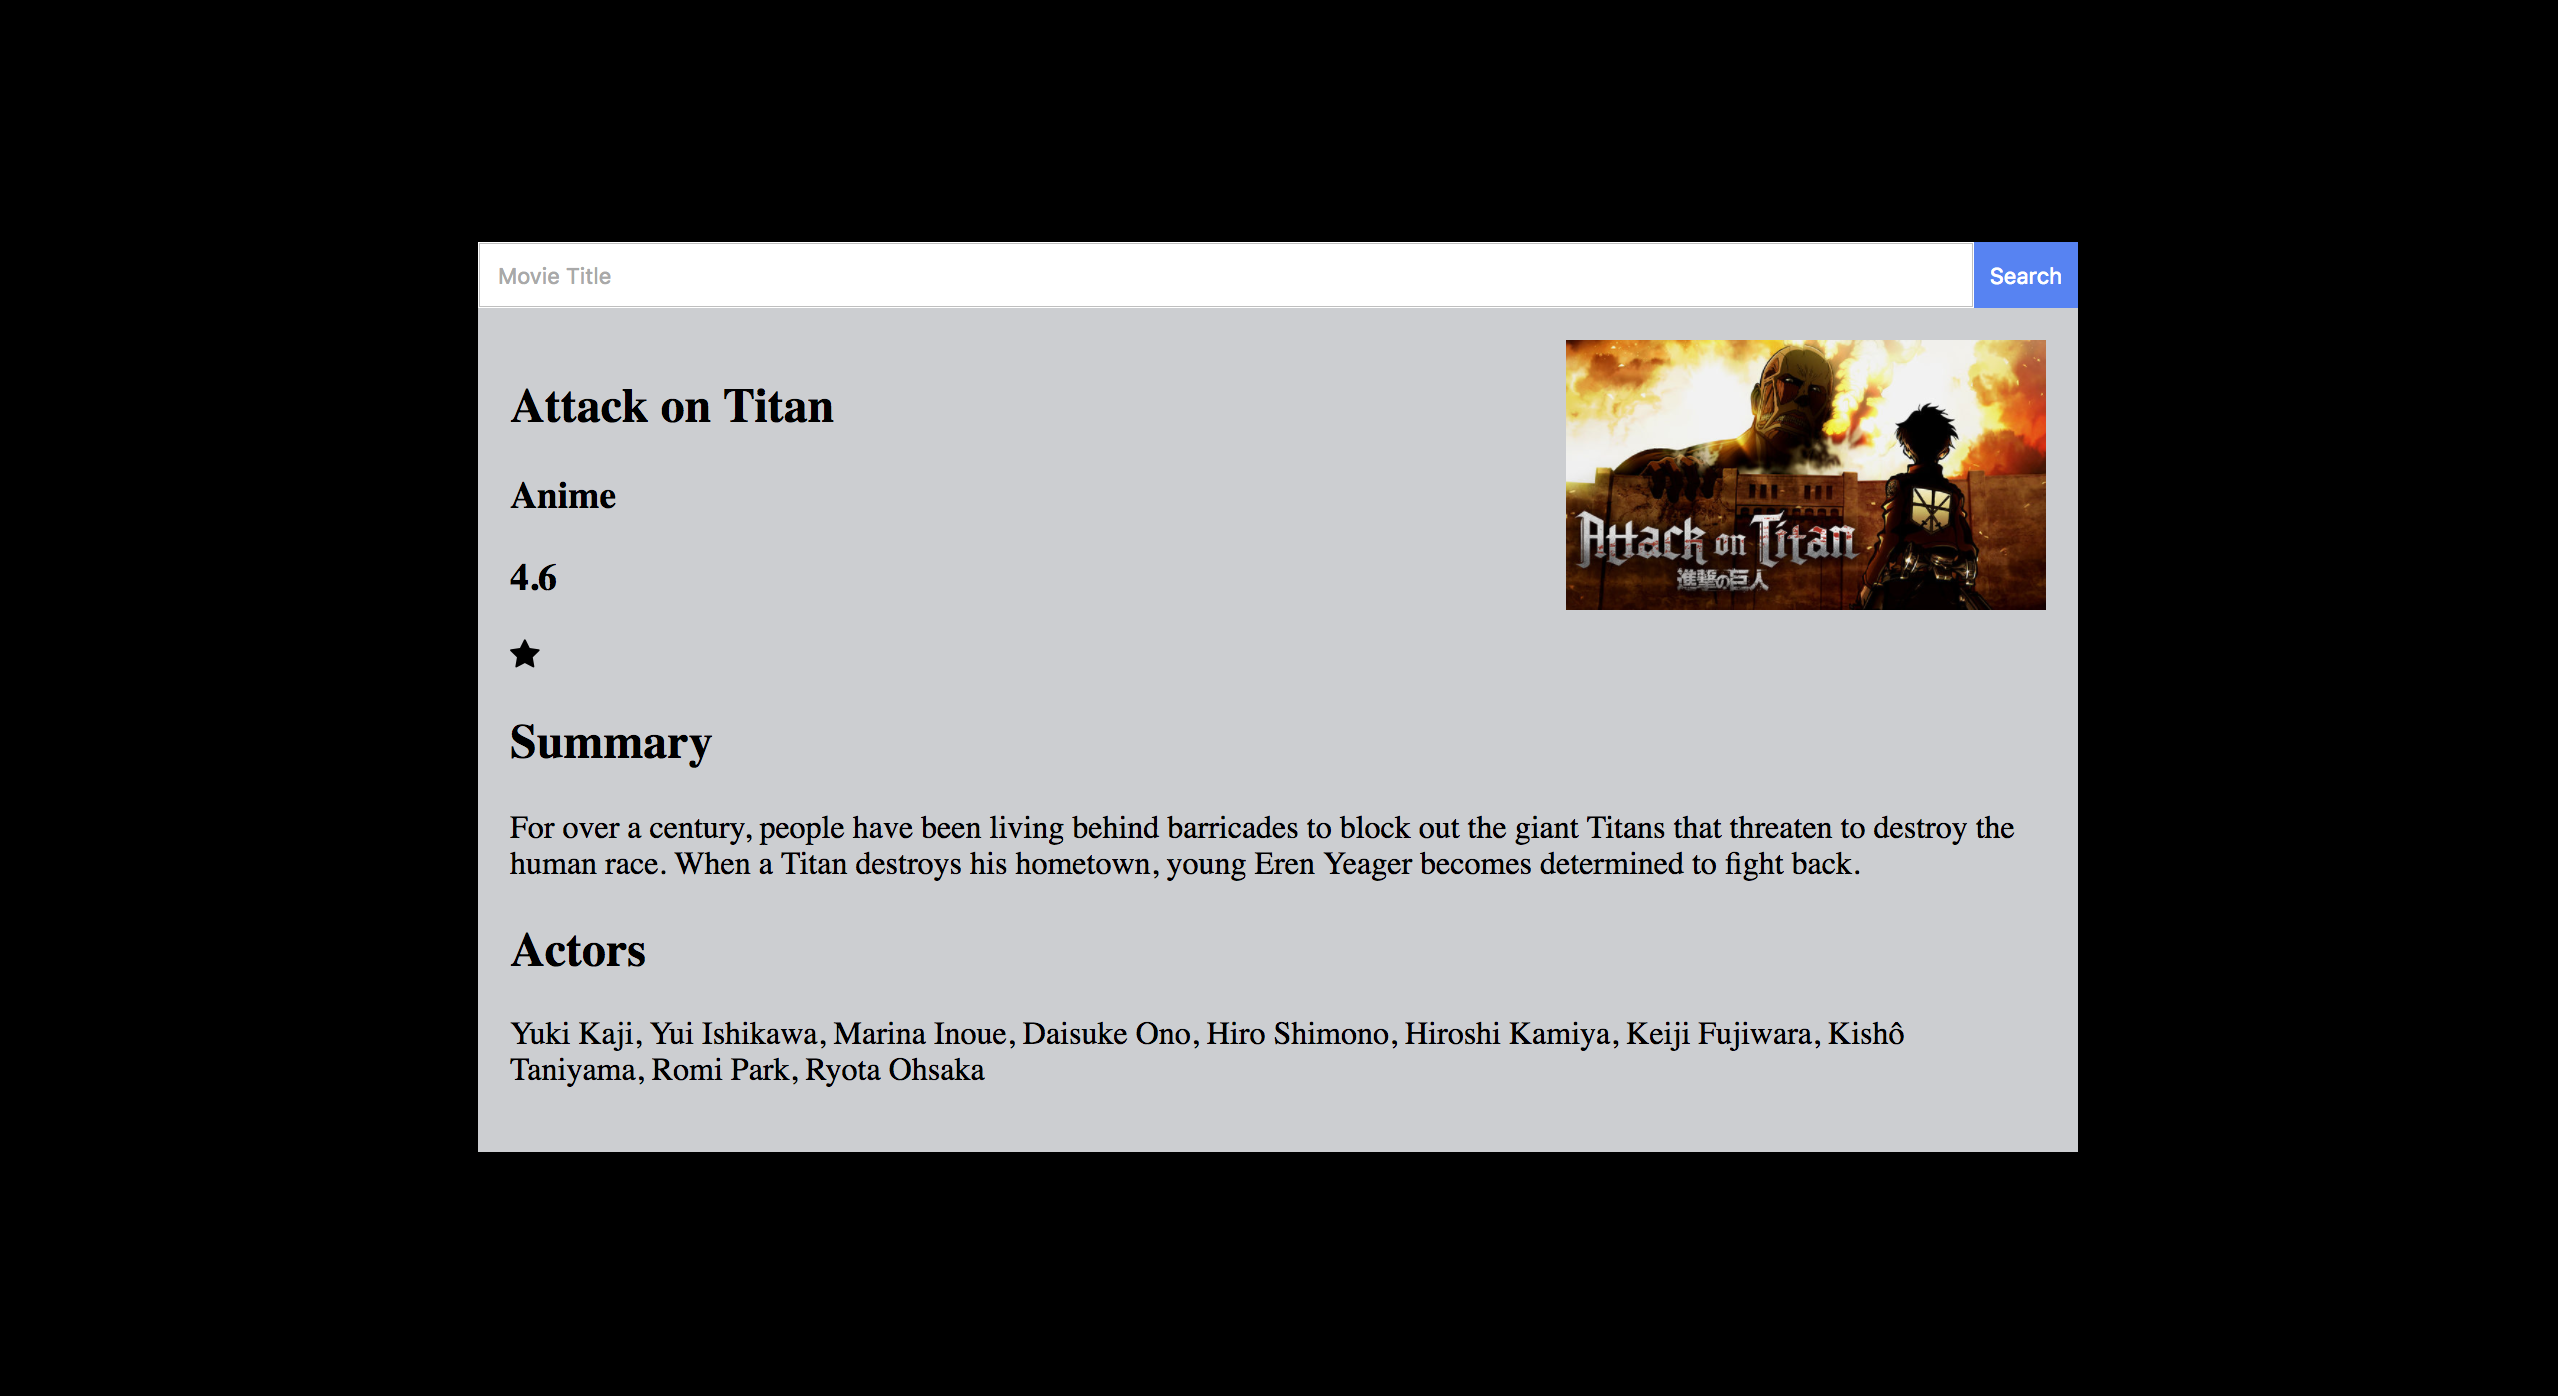 Movie Title
Search
Attack on Titan
Anime
4.6
Attack on Titan
進撃の巨人
Summary
For over a century, people have been living behind barricades to block out the giant Titans that threaten to destroy the
human race. When a Titan destroys his hometown, young Eren Yeager becomes determined to fight back.
Actors
Yuki Kaji, Yui Ishikawa, Marina Inoue, Daisuke Ono, Hiro Shimono, Hiroshi Kamiya, Keiji Fujiwara, Kishô
Taniyama, Romi Park, Ryota Ohsaka